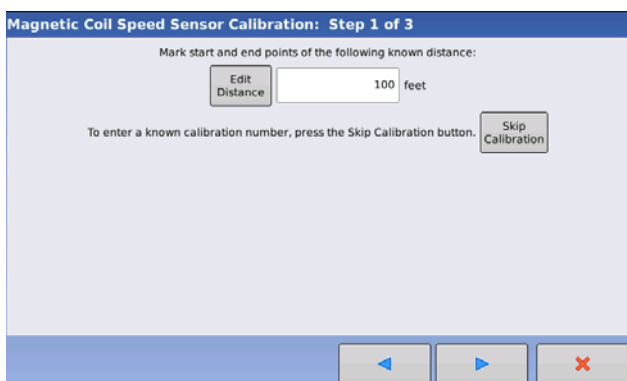 Magnetic Coil Speed Sensor Calibration: Step 1 of 3
Mark start and end points of the following known distance:
Edit
Distance
100 feet
To enter a known calibration number, press the Skip Calibration button.
Skip
Calibration